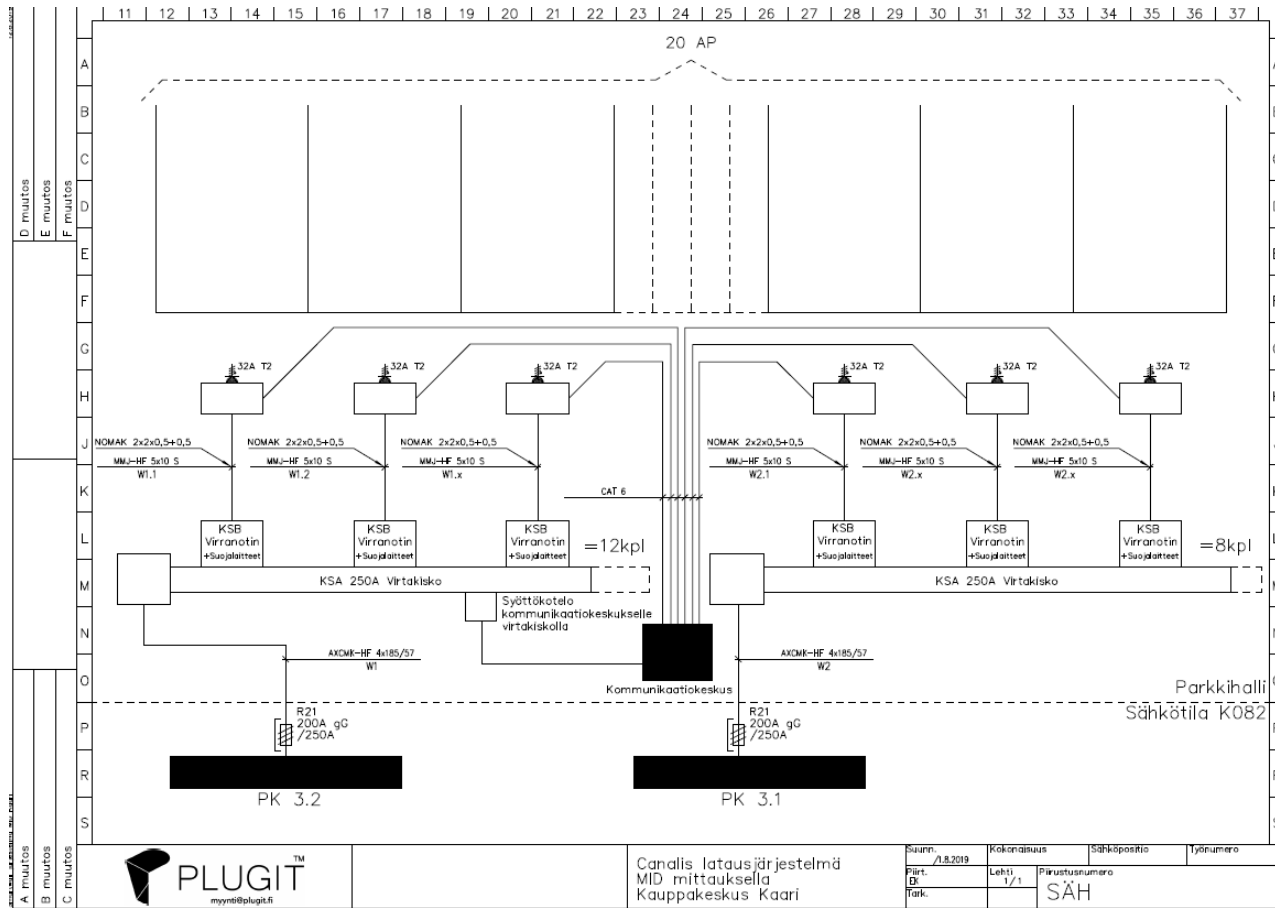 11 12 13 14 15 16 17 18 19 20 21 22 23 24 25 26 27 28 29 30 31 32 33 34 35 36 37
20 AP
A
B
C
D
E
F
G
H
J
K
L
M
N
O
P
R
S
D muutos
E muutos
F muutos
A muutos
B muutos
C muutos
32A T2
32A T2
32A T2
32A T2
32A T2
32A T2
NOMAK 2x2x0,5+0,5
MMJ-HF 5x10 S
W1.1
NOMAK 2x2x0,5+0,5
MMJ-HF 5x10 S
W1.2
NOMAK 2x2x0,5+0,5
MMJ-HF 5x10 S
W1.x
NOMAK 2x2x0,5+0,5
MMJ-HF 5x10 S
W2.1
NOMAK 2x2x0,5+0,5
MMJ-HF 5x10 S
W2.x
NOMAK 2x2x0,5+0,5
MMJ-HF 5x10 S
W2.x
CAT 6
KSB
Virranotin
+Suojalaitteet
KSB
Virranotin
+Suojalaitteet
KSB
Virranotin
+Suojalaitteet
=12kpl
KSB
Virranotin
+Suojalaitteet
KSB
Virranotin
+Suojalaitteet
KSB
Virranotin
+Suojalaitteet
=8kpl
KSA 250A Virtakisko
KSA 250A Virtakisko
Syöttökotelo
kommunikaatiokeskukselle
virtakiskolla
AXCMK-HF 4x185/57
W1
AXCMK-HF 4x185/57
W2
Kommunikaatiokeskus
Parkkihalli
Sähkötila K082
R21
200A gG
/250A
R21
200A gG
/250A
PK 3.2
PK 3.1
PLUGIT™
myynti@plugit.fi
Canalis latausjärjestelmä
MID mittauksella
Kauppakeskus Kaari
Suunn.
/1.8.2019
Kokonaisuus
Sähköpositio
Työnumero
Piirt.
EK
Lehti
1/1
Piirustusnumero
SÄH
Tark.